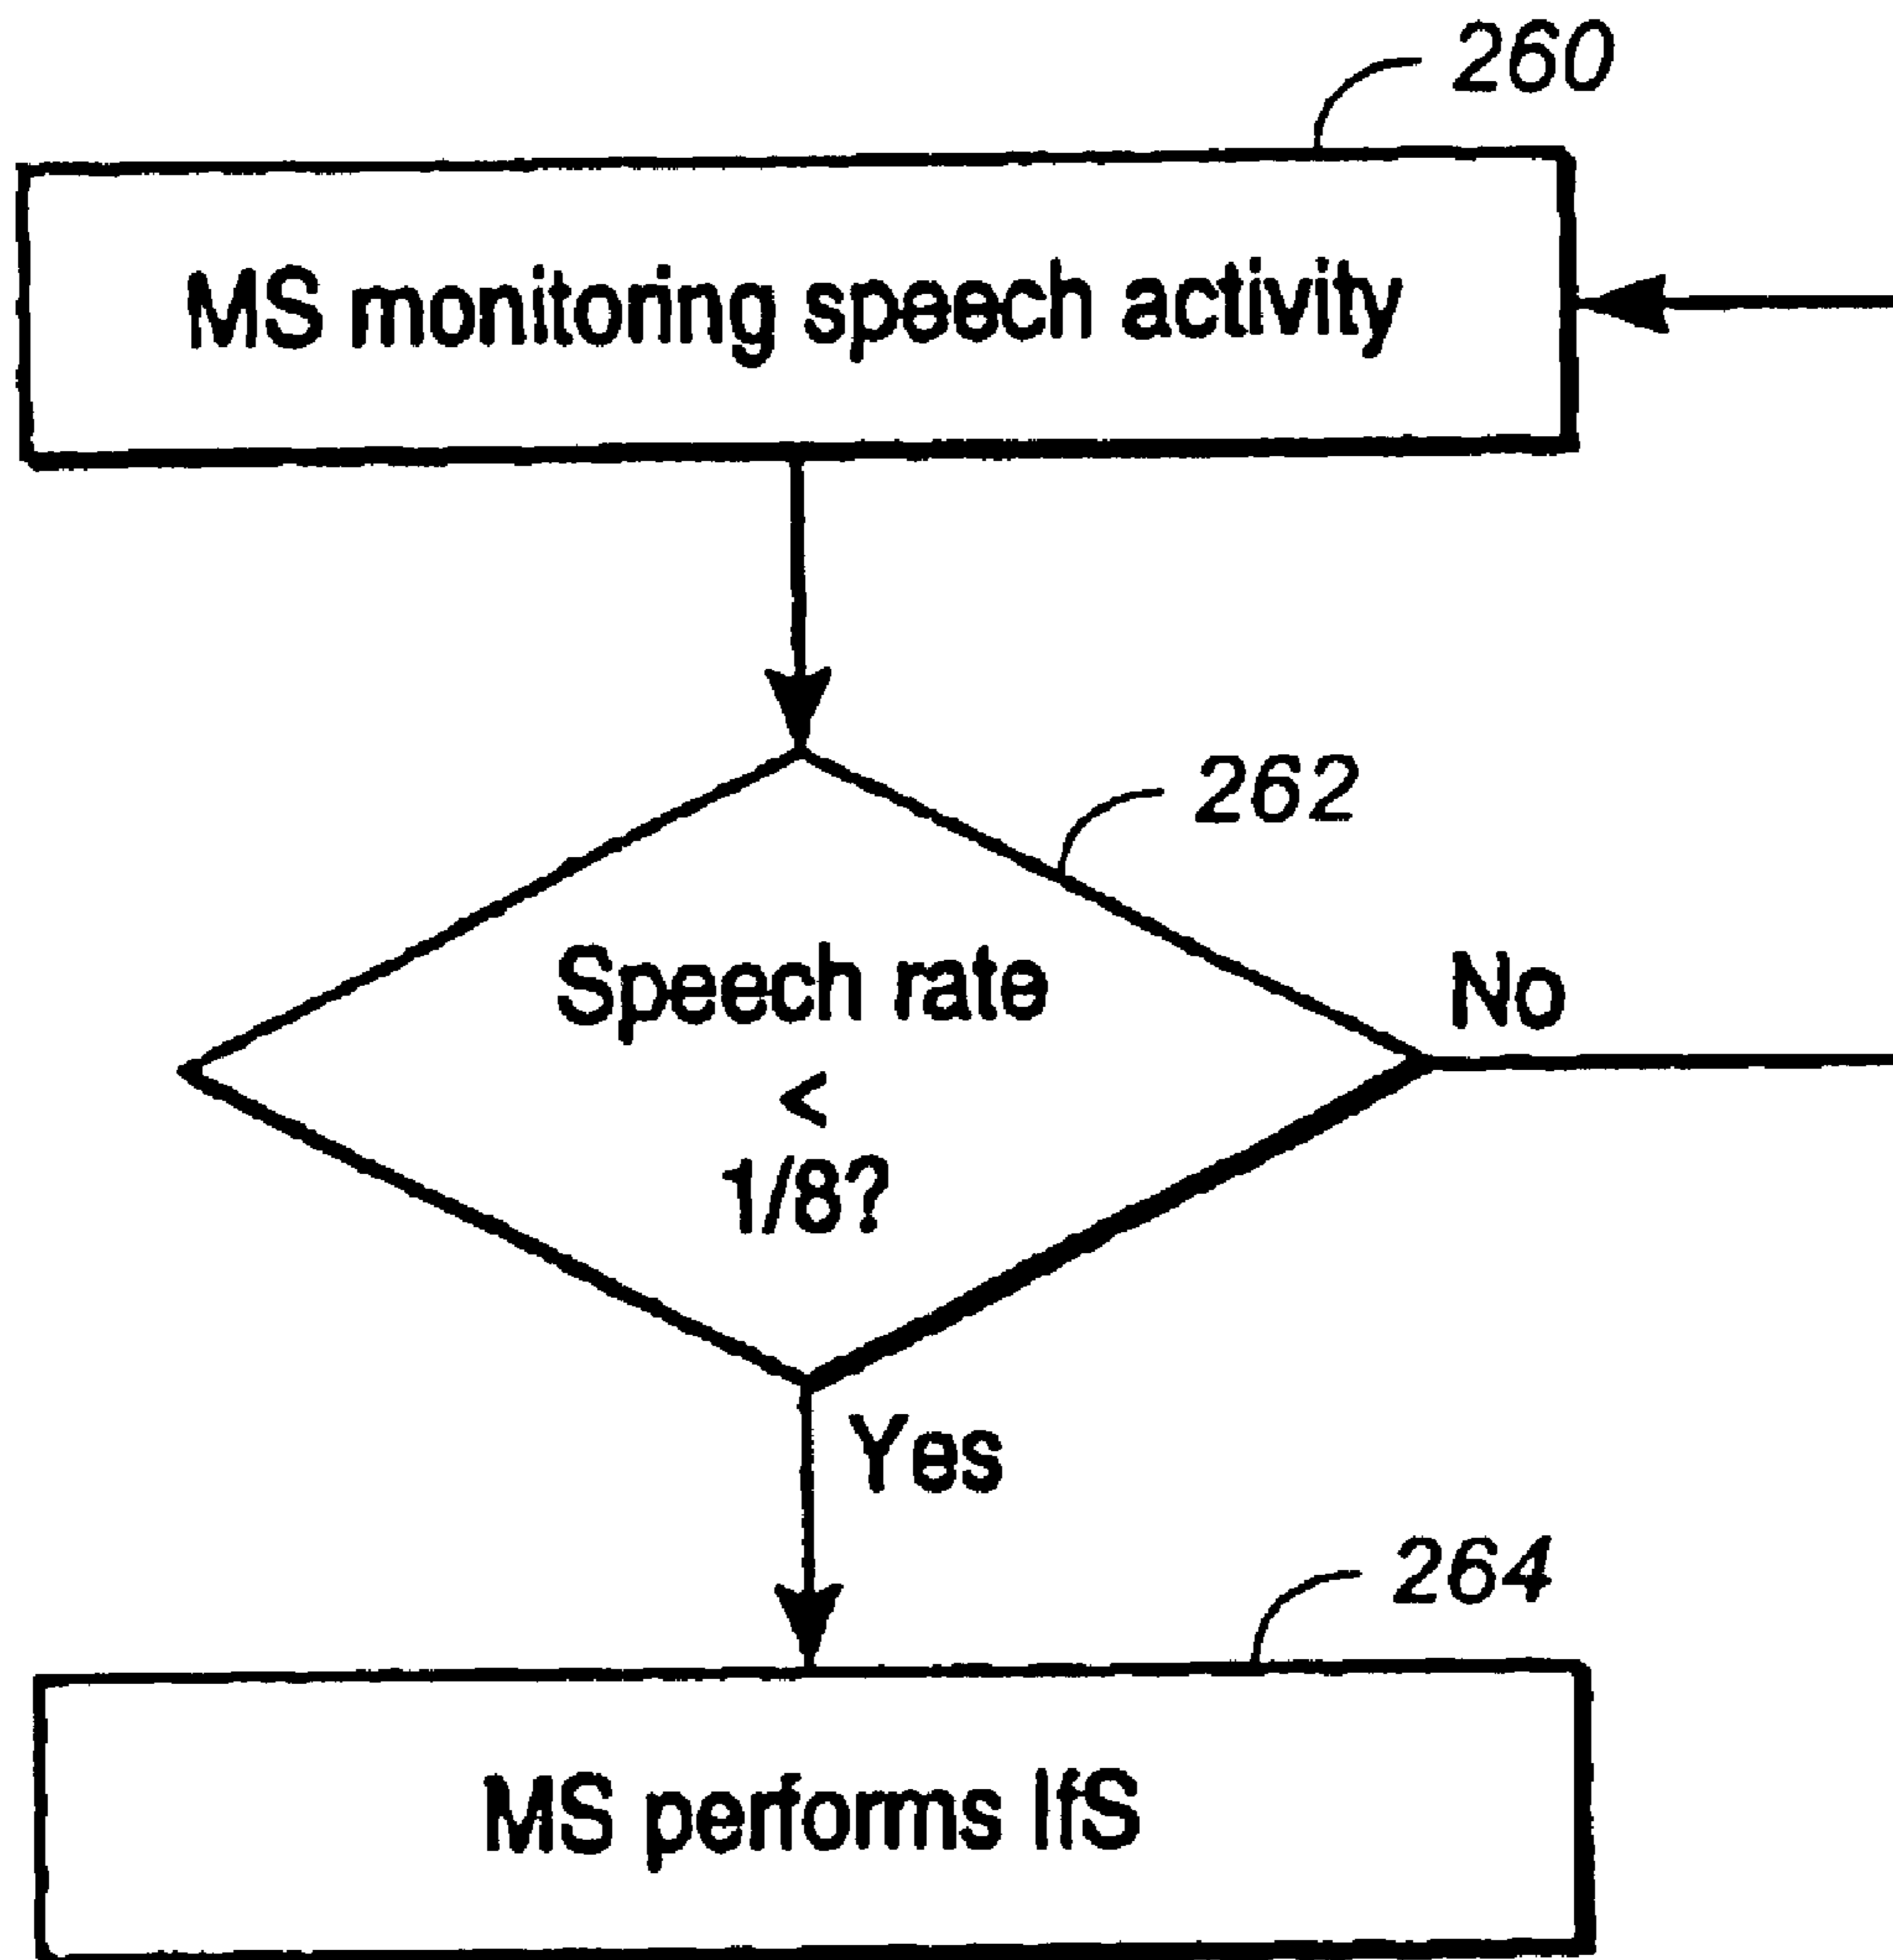 260
MS monitoring speech activity
262
Speech rate
<
1/8?
No
Yes
264
MS performs IfS